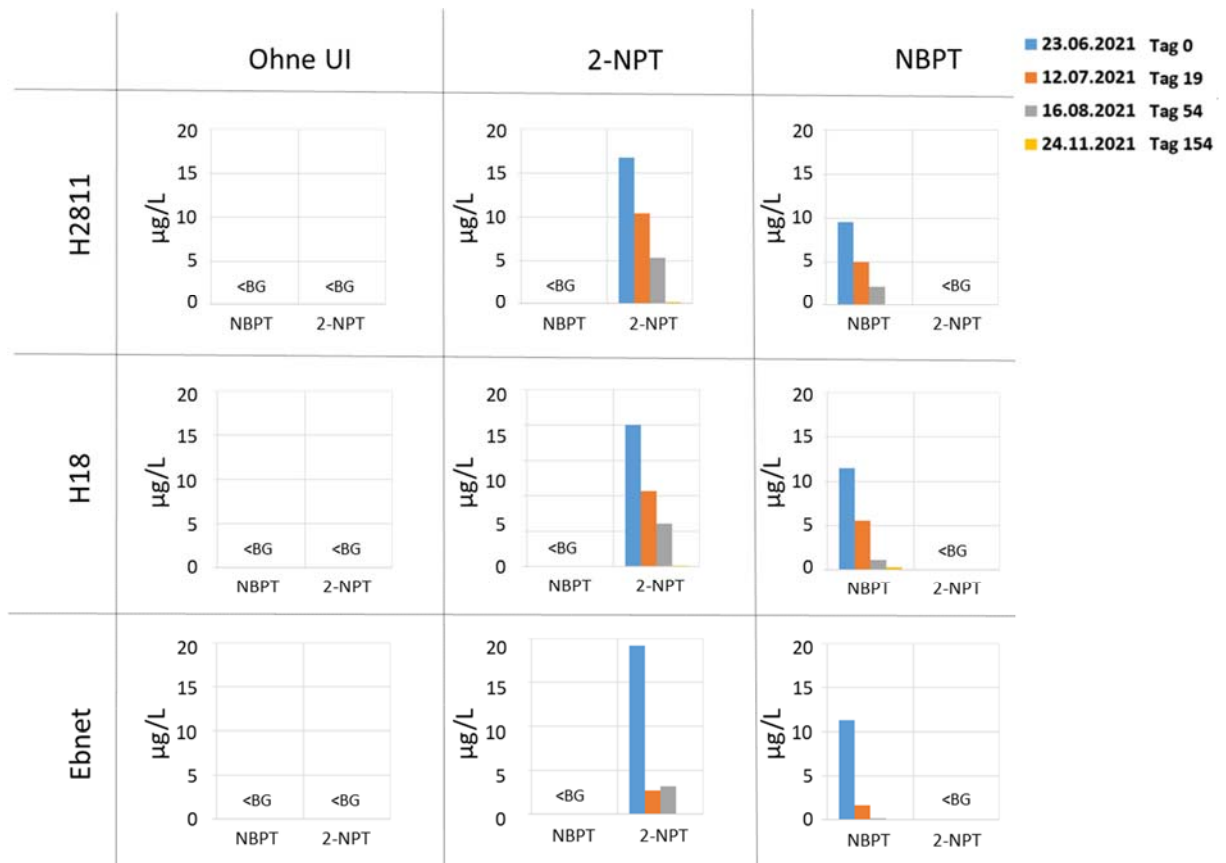 Ohne UI
2-NPT
NBPT
23.06.2021 Tag 0
12.07.2021 Tag 19
16.08.2021 Tag 54
24.11.2021 Tag 154
H2811
µg/L
20
15
10
5
0
<BG
<BG
NBPT
2-NPT
µg/L
20
15
10
5
0
<BG
NBPT
2-NPT
µg/L
20
15
10
5
0
<BG
NBPT
2-NPT
H18
µg/L
20
15
10
5
0
<BG
<BG
NBPT
2-NPT
µg/L
20
15
10
5
0
<BG
NBPT
2-NPT
µg/L
20
15
10
5
0
<BG
NBPT
2-NPT
Ebnet
µg/L
20
15
10
5
0
<BG
<BG
NBPT
2-NPT
µg/L
20
15
10
5
0
<BG
NBPT
2-NPT
µg/L
20
15
10
5
0
<BG
NBPT
2-NPT